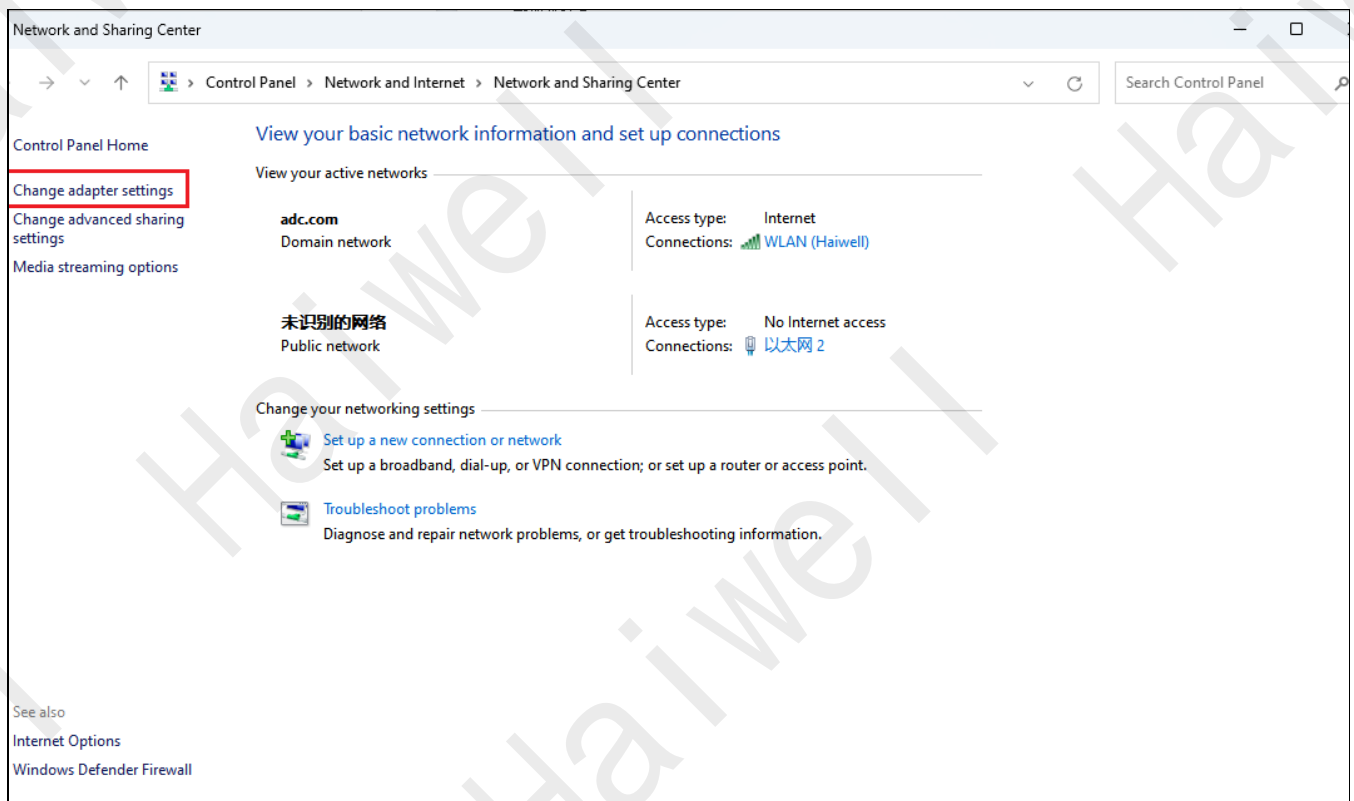 Network and Sharing Center
Control Panel > Network and Internet > Network and Sharing Center
Search Control Panel
Control Panel Home
Change adapter settings
Change advanced sharing
settings
Media streaming options
View your basic network information and set up connections
View your active networks
adc.com
Domain network
Access type: Internet
Connections: WLAN (Haiwell)
未识别的网络
Public network
Access type: No Internet access
Connections: 以太网 2
Change your networking settings
Set up a new connection or network
Set up a broadband, dial-up, or VPN connection; or set up a router or access point.
Troubleshoot problems
Diagnose and repair network problems, or get troubleshooting information.
See also
Internet Options
Windows Defender Firewall
Haiwell
Haiwell